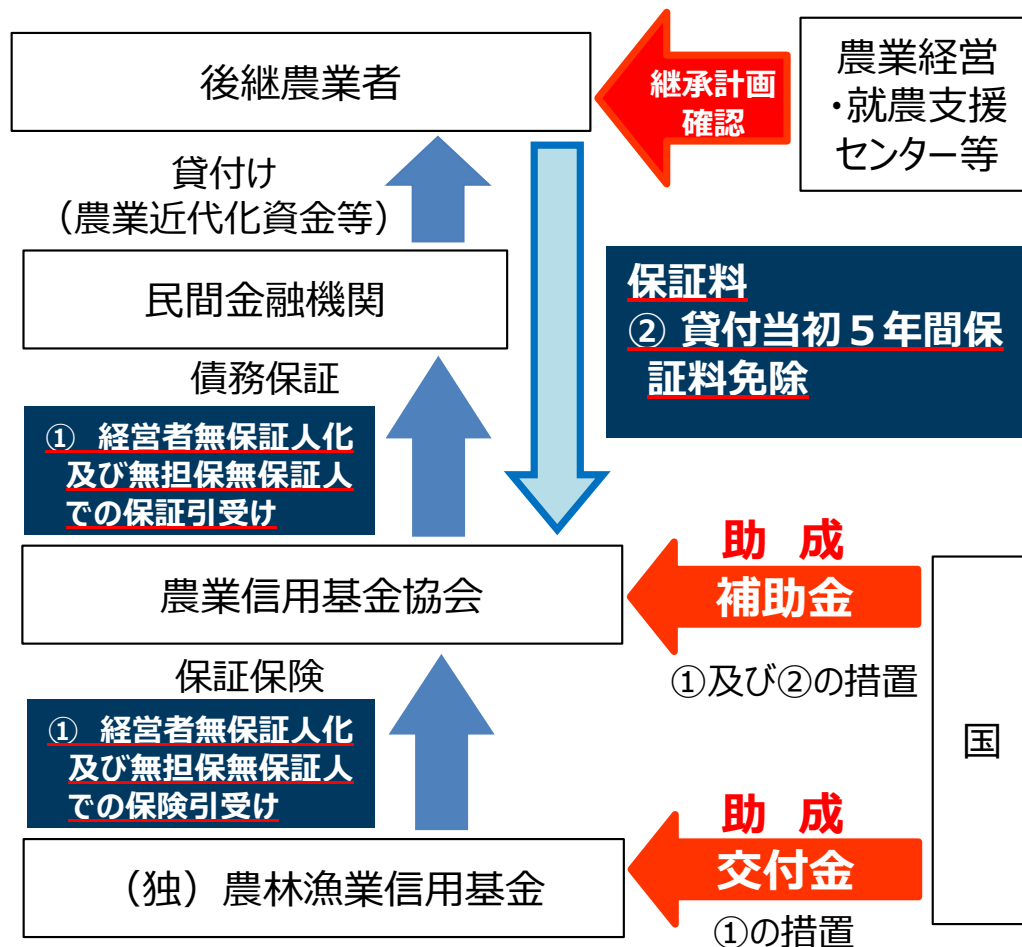 後継農業者
継承計画
確認
農業経営
・就農支援
センター等
貸付け
（農業近代化資金等）
民間金融機関
保証料
② 貸付当初５年間保
証料免除
債務保証
① 経営者無保証人化
及び無担保無保証人
での保証引受け
農業信用基金協会
助 成
補助金
①及び②の措置
国
保証保険
① 経営者無保証人化
及び無担保無保証人
での保険引受け
助 成
交付金
①の措置
（独）農林漁業信用基金